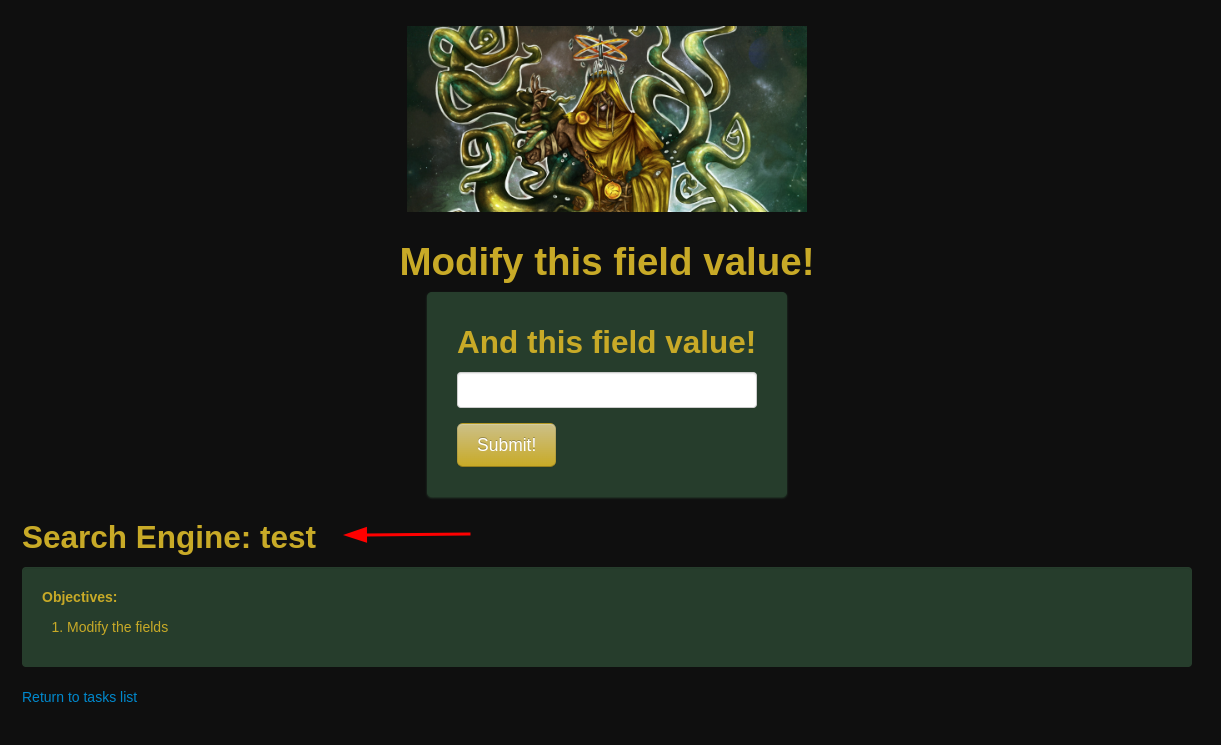 Modify this field value!
And this field value!
Submit!
Search Engine: test
Objectives:
1. Modify the fields
Return to tasks list